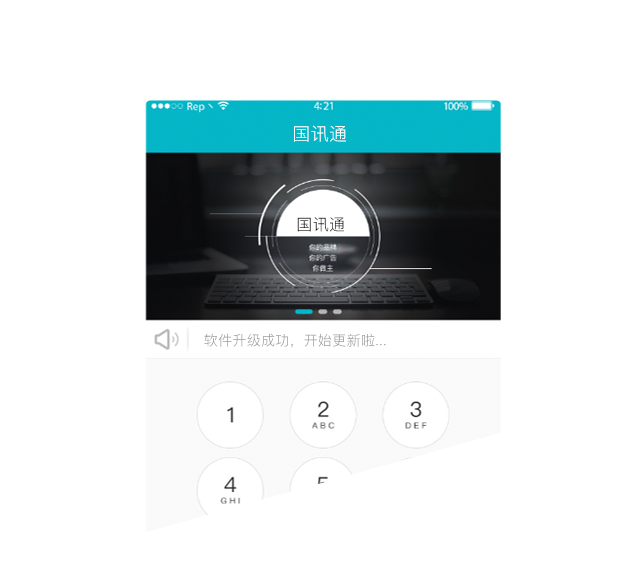 Rep
4:21
100%
国讯通
国讯通
你的品牌
你的广告
你做主
软件升级成功，开始更新啦...
1
2
3
ABC
DEF
4
5
GHI